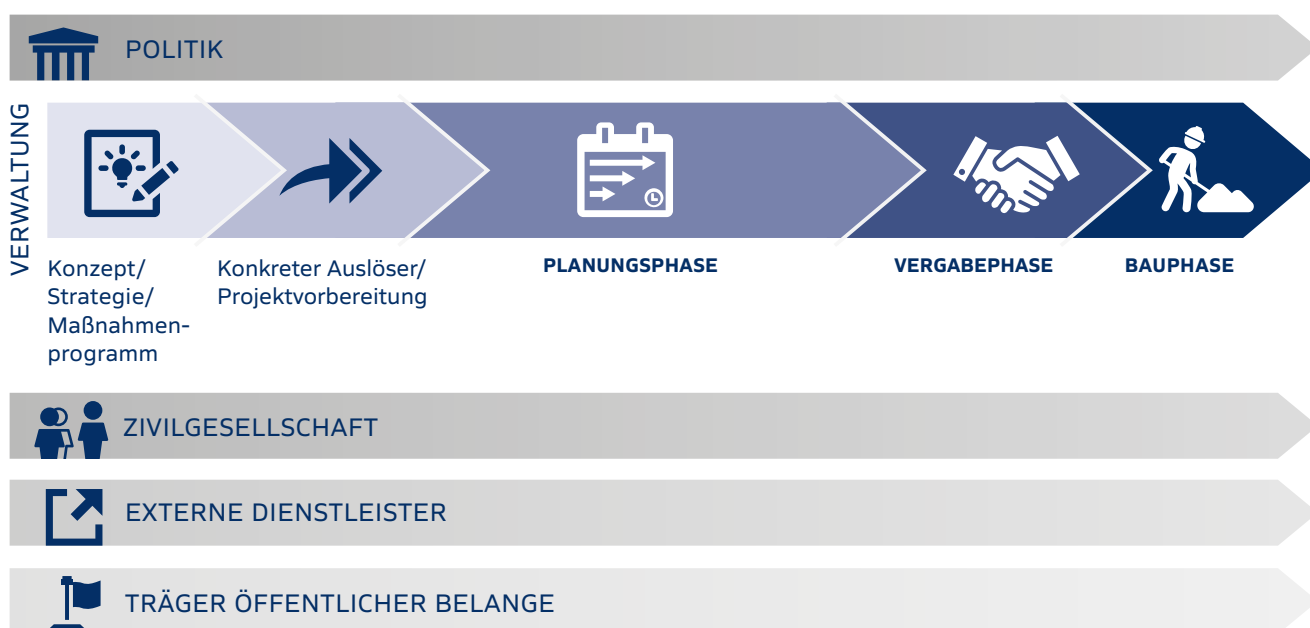 POLITIK
VERWALTUNG
Konzept/
Strategie/
Maßnahmen-
programm
Konkreter Auslöser/
Projektvorbereitung
PLANUNGSPHASE
VERGABEPHASE
BAUPHASE
ZIVILGESELLSCHAFT
EXTERNE DIENSTLEISTER
TRÄGER ÖFFENTLICHER BELANGE